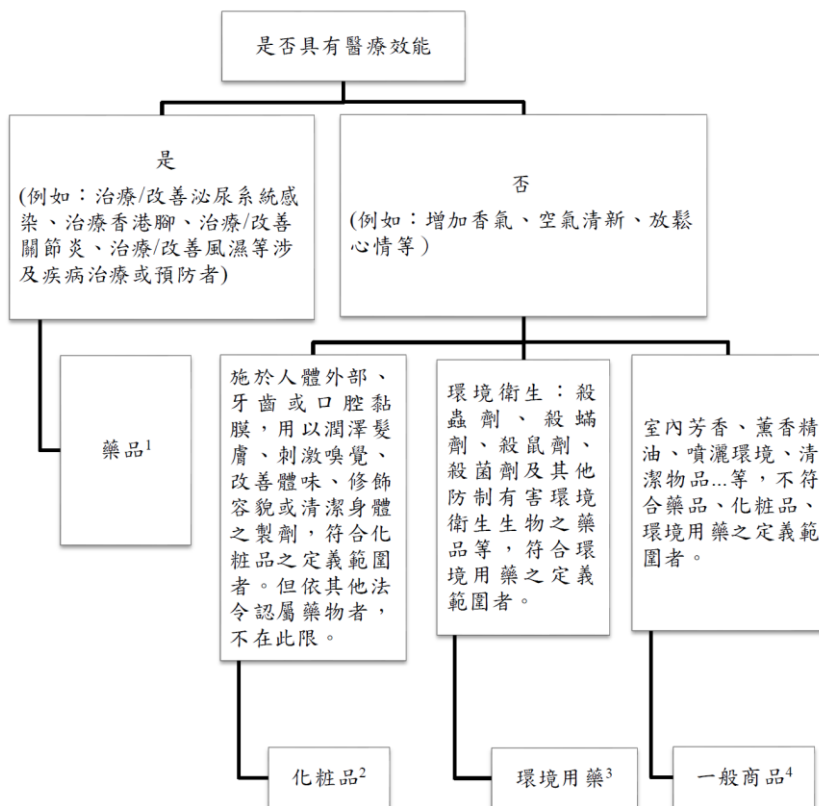 是否具有醫療效能
是
(例如：治療/改善泌尿系統感
染、治療香港腳、治療/改善
關節炎、治療/改善風濕等涉
及疾病治療或預防者)
否
(例如：增加香氣、空氣清新、放鬆
心情等）
藥品1
施於人體外部、
牙齒或口腔黏
膜，用以潤澤髮
膚、刺激嗅覺、
改善體味、修飾
容貌或清潔身體
之製劑，符合化
粧品之定義範圍
者。但依其他法
令認屬藥物者，
不在此限。
環境衛生：殺
蟲劑、殺蟎
劑、殺鼠劑、
殺菌劑及其他
防制有害環境
衛生生物之藥
品等，符合環
境用藥之定義
範圍者。
室內芳香、薰香精
油、噴灑環境、清
潔物品...等，不符
合藥品、化粧品、
環境用藥之定義範
圍者。
化粧品2
環境用藥3
一般商品4